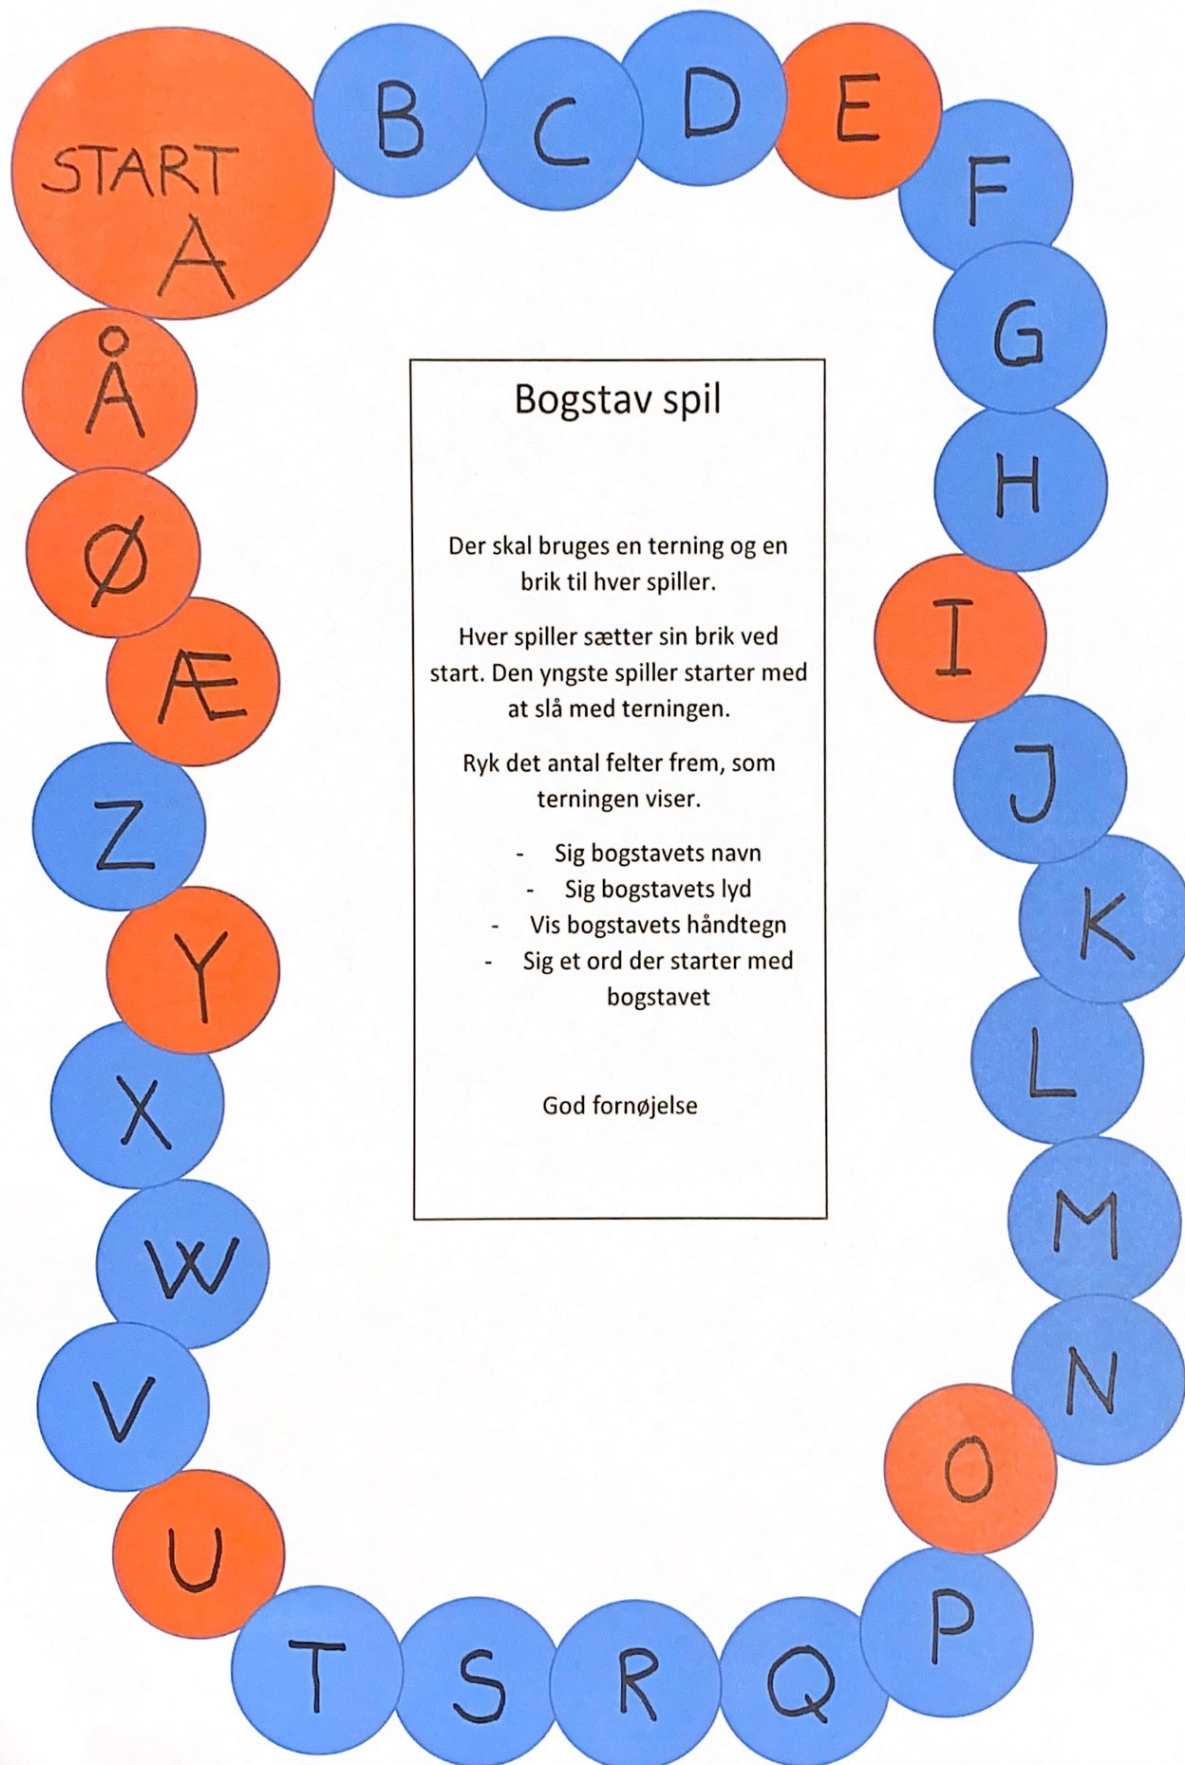 START
A
B
C
D
E
F
G
H
I
J
K
L
M
N
O
P
Q
R
S
T
U
V
W
X
Y
Z
Æ
Ø
Å
Bogstav spil
Der skal bruges en terning og en
brik til hver spiller.
Hver spiller sætter sin brik ved
start. Den yngste spiller starter med
at slå med terningen.
Ryk det antal felter frem, som
terningen viser.
- Sig bogstavets navn
- Sig bogstavets lyd
- Vis bogstavets håndtegn
- Sig et ord der starter med
bogstavet
God fornøjelse